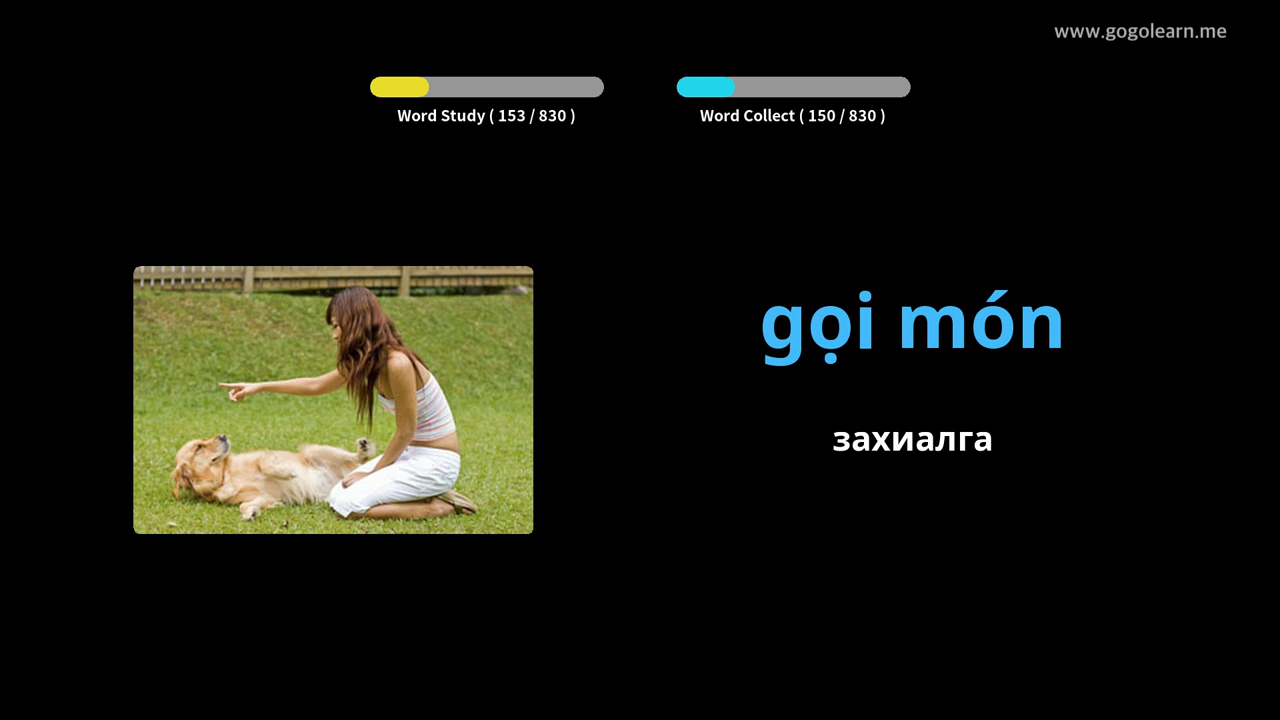 www.gogolearn.me
Word Study ( 153 / 830 )
Word Collect ( 150 / 830 )
gọi món
захиалга